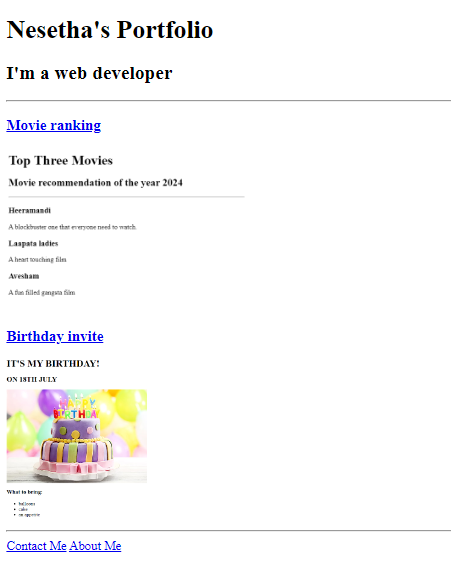 Nesetha's Portfolio
I'm a web developer
Movie ranking
Top Three Movies
Movie recommendation of the year 2024
Heeramandi
A blockbuster one that everyone need to watch.
Laapata ladies
A heart touching film
Avesham
A fun filled gangsta film
Birthday invite
IT'S MY BIRTHDAY!
ON 18TH JULY
HAPPY
BIRTHDAY
What to bring:
balloons
cake
an appetite
Contact Me About Me